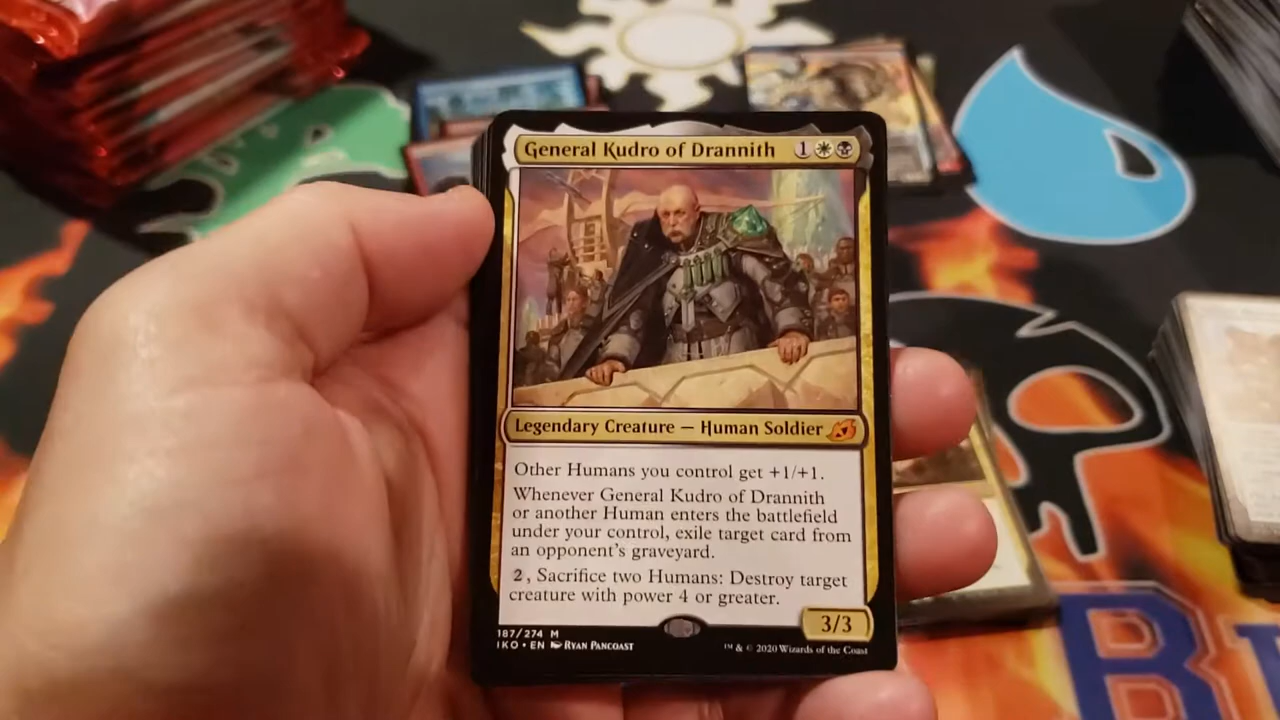 General Kudro of Drannith 1
Legendary Creature — Human Soldier
Other Humans you control get +1/+1.
Whenever General Kudro of Drannith
or another Human enters the battlefield
under your control, exile target card from
an opponent's graveyard.
2, Sacrifice two Humans: Destroy target
creature with power 4 or greater.
3/3
187/274 M
IKO • EN Ryan Pancoast
™ & © 2020 Wizards of the Coast
B